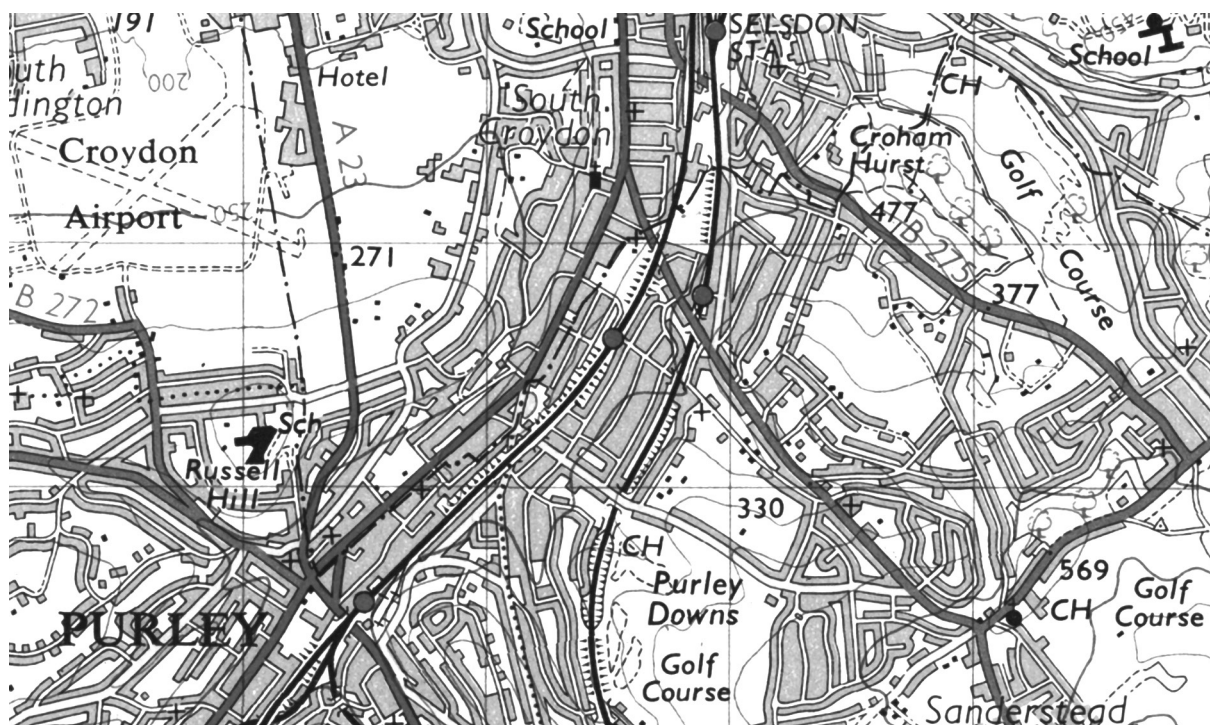 191
School
SELSDON
STA
School
uth
dington
200
Hotel
South
Croydon
CH
Croydon
Airport
A 23
Croham
Hurst
Golf
Course
250
477
B 275
271
B 272
377
Sch
Russell
Hill
330
CH
569
Purley
Downs
CH
Golf
Course
PURLEY
Golf
Course
Sanderstead